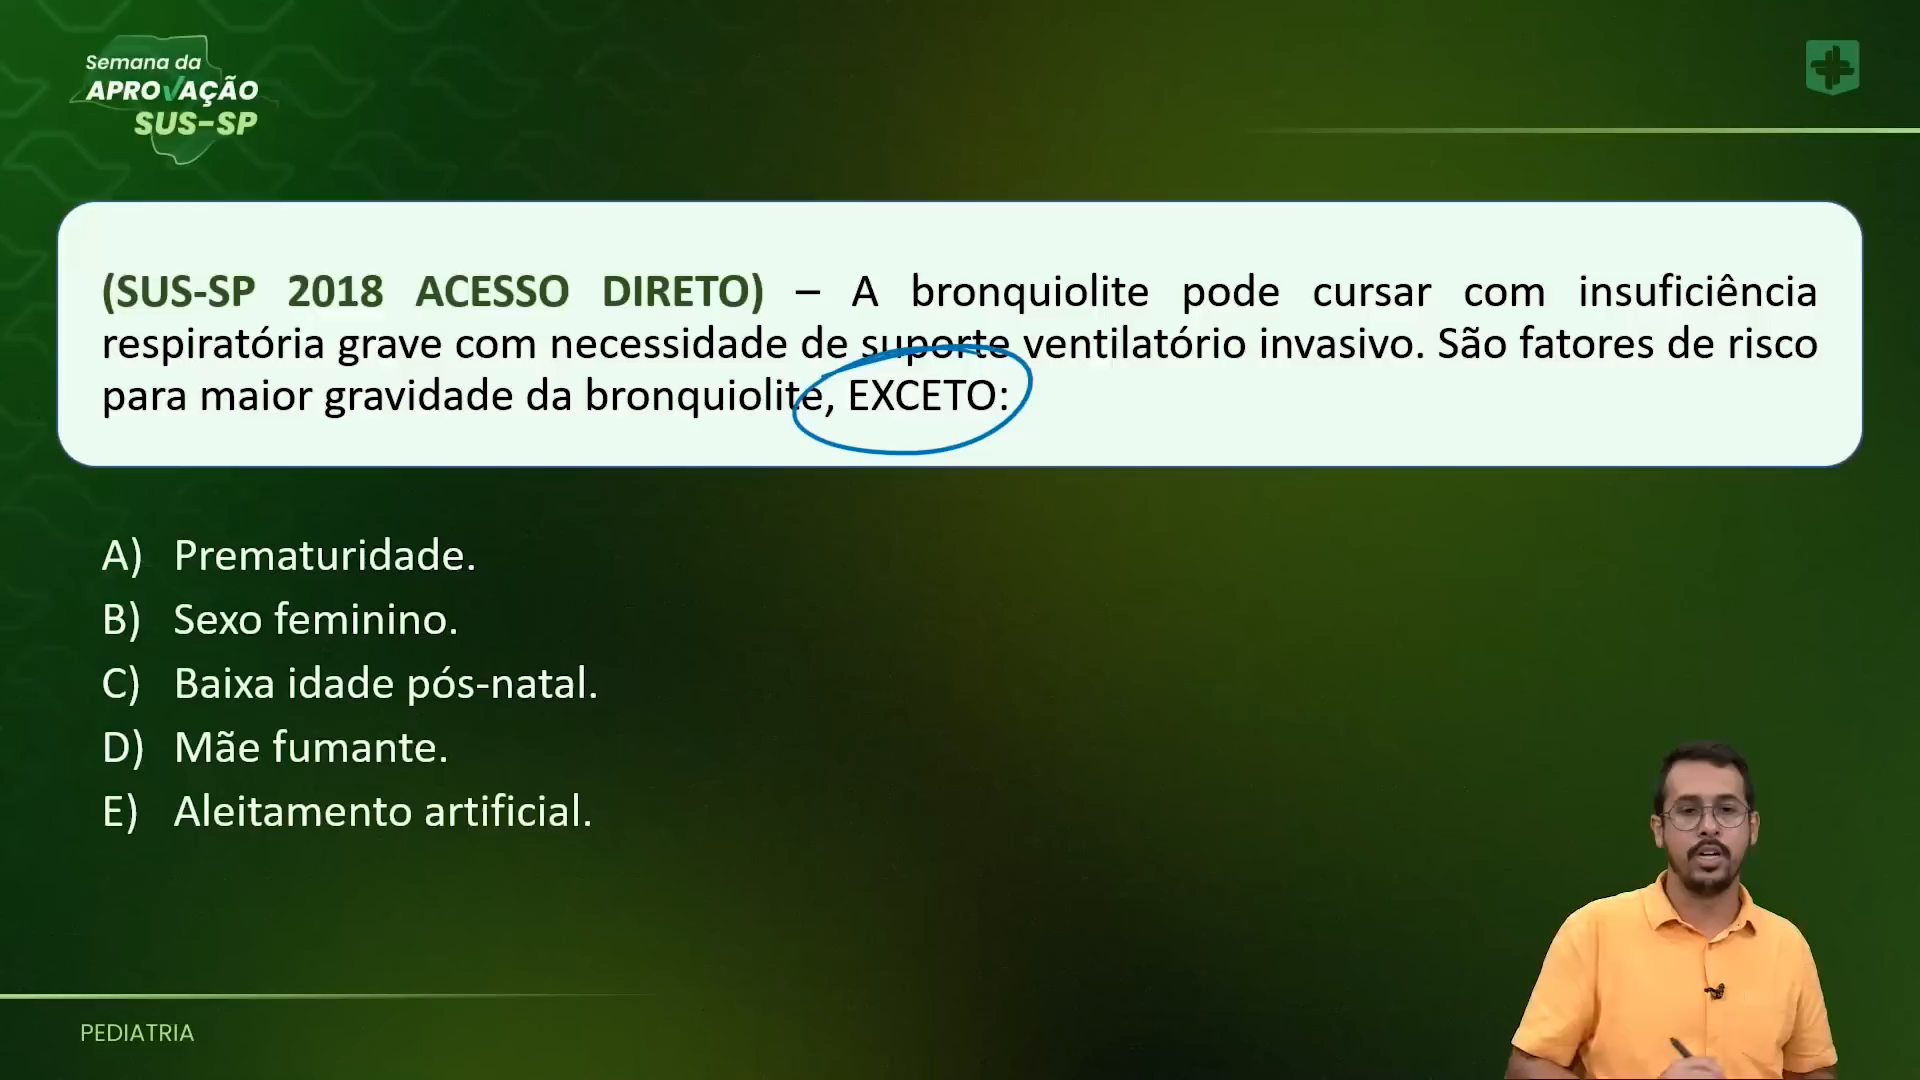 Semana da
APROVAÇÃO
SUS-SP
(SUS-SP 2018 ACESSO DIRETO) – A bronquiolite pode cursar com insuficiência
respiratória grave com necessidade de suporte ventilatório invasivo. São fatores de risco
para maior gravidade da bronquiolite, EXCETO:
A) Prematuridade.
B) Sexo feminino.
C) Baixa idade pós-natal.
D) Mãe fumante.
E) Aleitamento artificial.
PEDIATRIA